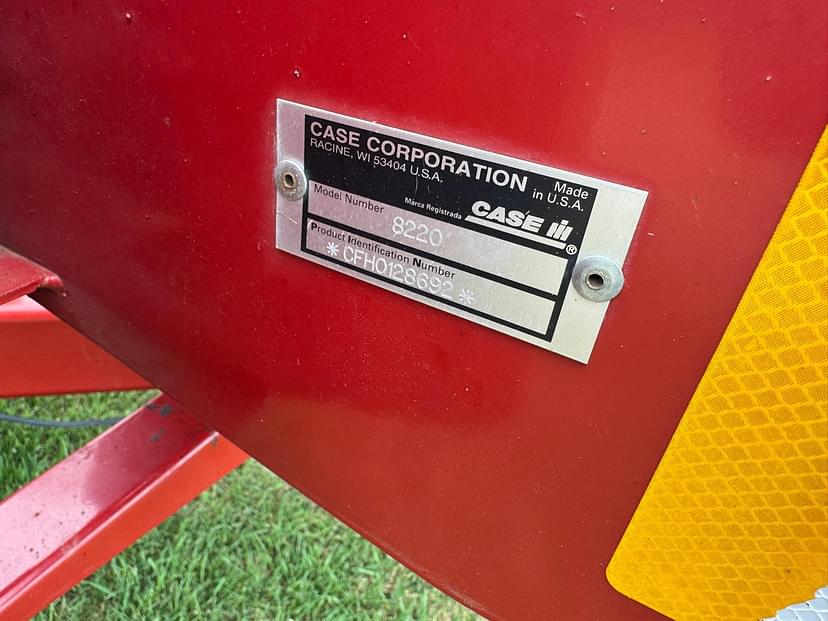 CASE CORPORATION
RACINE, WI 53404 U.S.A.
Made
in U.S.A.
Marca Registrada
CASE IH®
Model Number
8220
Product Identification Number
* CFH0128692 *